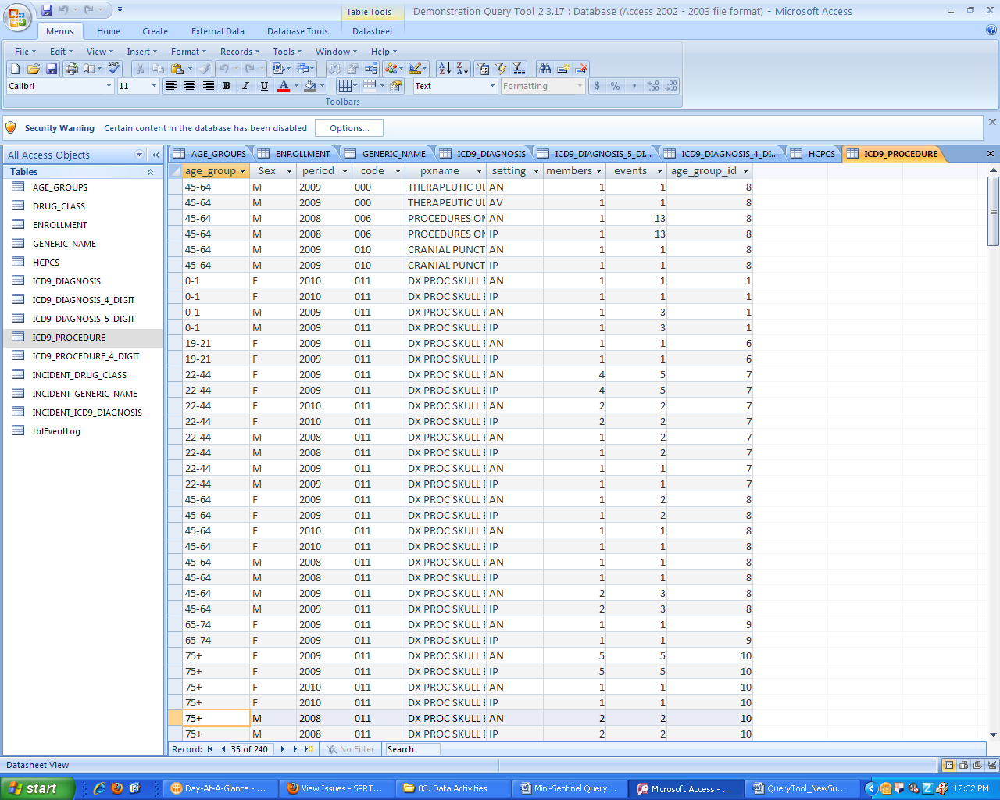 Table Tools
Demonstration Query Tool_2.3.17 : Database (Access 2002 - 2003 file format) - Microsoft Access
Menus Home Create External Data Database Tools Datasheet
File Edit View Insert Format Records Tools Window Help
Calibri 11 B I U A Text Formatting $ % ,
Toolbars
Security Warning Certain content in the database has been disabled Options...
All Access Objects «
Tables
AGE_GROUPS
DRUG_CLASS
ENROLLMENT
GENERIC_NAME
HCPCS
ICD9_DIAGNOSIS
ICD9_DIAGNOSIS_4_DIGIT
ICD9_DIAGNOSIS_5_DIGIT
ICD9_PROCEDURE
ICD9_PROCEDURE_4_DIGIT
INCIDENT_DRUG_CLASS
INCIDENT_GENERIC_NAME
INCIDENT_ICD9_DIAGNOSIS
tblEventLog
AGE_GROUPS ENROLLMENT GENERIC_NAME ICD9_DIAGNOSIS ICD9_DIAGNOSIS_5_DI... ICD9_DIAGNOSIS_4_DI... HCPCS ICD9_PROCEDURE
age_group Sex period code pxname setting members events age_group_id
45-64 M 2009 000 THERAPEUTIC UL AN 1 1 8
45-64 M 2009 000 THERAPEUTIC UL AV 1 1 8
45-64 M 2008 006 PROCEDURES ON AN 1 13 8
45-64 M 2008 006 PROCEDURES ON IP 1 13 8
45-64 M 2009 010 CRANIAL PUNCT AN 1 1 8
45-64 M 2009 010 CRANIAL PUNCT IP 1 1 8
0-1 F 2010 011 DX PROC SKULL AN 1 1 1
0-1 F 2010 011 DX PROC SKULL IP 1 1 1
0-1 M 2009 011 DX PROC SKULL AN 1 3 1
0-1 M 2009 011 DX PROC SKULL IP 1 3 1
19-21 F 2009 011 DX PROC SKULL AN 1 1 6
19-21 F 2009 011 DX PROC SKULL IP 1 1 6
22-44 F 2009 011 DX PROC SKULL AN 4 5 7
22-44 F 2009 011 DX PROC SKULL IP 4 5 7
22-44 F 2010 011 DX PROC SKULL AN 2 2 7
22-44 F 2010 011 DX PROC SKULL IP 2 2 7
22-44 M 2008 011 DX PROC SKULL AN 1 2 7
22-44 M 2008 011 DX PROC SKULL IP 1 2 7
22-44 M 2009 011 DX PROC SKULL AN 1 1 7
22-44 M 2009 011 DX PROC SKULL IP 1 1 7
45-64 F 2009 011 DX PROC SKULL AN 1 2 8
45-64 F 2009 011 DX PROC SKULL IP 1 2 8
45-64 F 2010 011 DX PROC SKULL AN 1 1 8
45-64 F 2010 011 DX PROC SKULL IP 1 1 8
45-64 M 2008 011 DX PROC SKULL AN 1 1 8
45-64 M 2008 011 DX PROC SKULL IP 1 1 8
45-64 M 2009 011 DX PROC SKULL AN 2 3 8
45-64 M 2009 011 DX PROC SKULL IP 2 3 8
65-74 F 2009 011 DX PROC SKULL AN 1 1 9
65-74 F 2009 011 DX PROC SKULL IP 1 1 9
75+ F 2009 011 DX PROC SKULL AN 5 5 10
75+ F 2009 011 DX PROC SKULL IP 5 5 10
75+ F 2010 011 DX PROC SKULL AN 1 1 10
75+ F 2010 011 DX PROC SKULL IP 1 1 10
75+ M 2008 011 DX PROC SKULL AN 2 2 10
75+ M 2008 011 DX PROC SKULL IP 2 2 10
Record: 35 of 240 No Filter Search
Datasheet View
start Day-At-A-Glance - ... View Issues - SPRT... 03. Data Activities Mini-Sentinel Query... Microsoft Access - ... QueryTool_NewSu... 12:32 PM